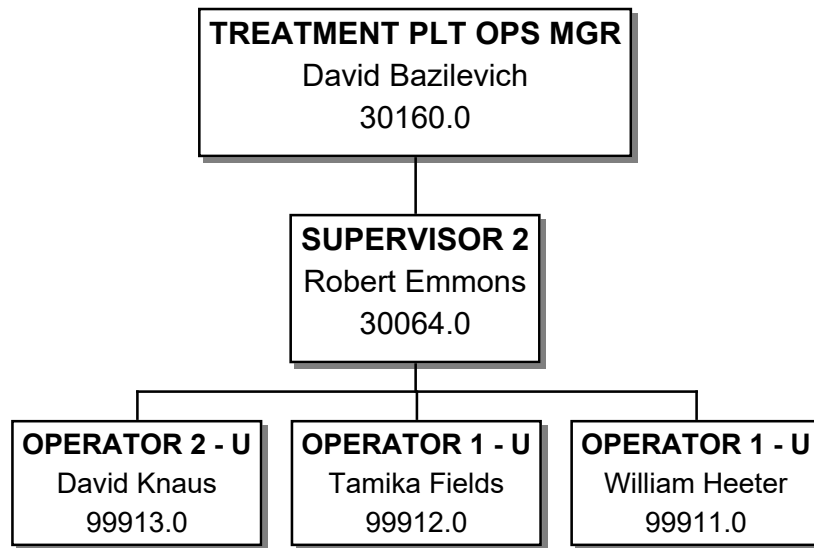 TREATMENT PLT OPS MGR
David Bazilevich
30160.0
SUPERVISOR 2
Robert Emmons
30064.0
OPERATOR 2 - U
David Knaus
99913.0
OPERATOR 1 - U
Tamika Fields
99912.0
OPERATOR 1 - U
William Heeter
99911.0